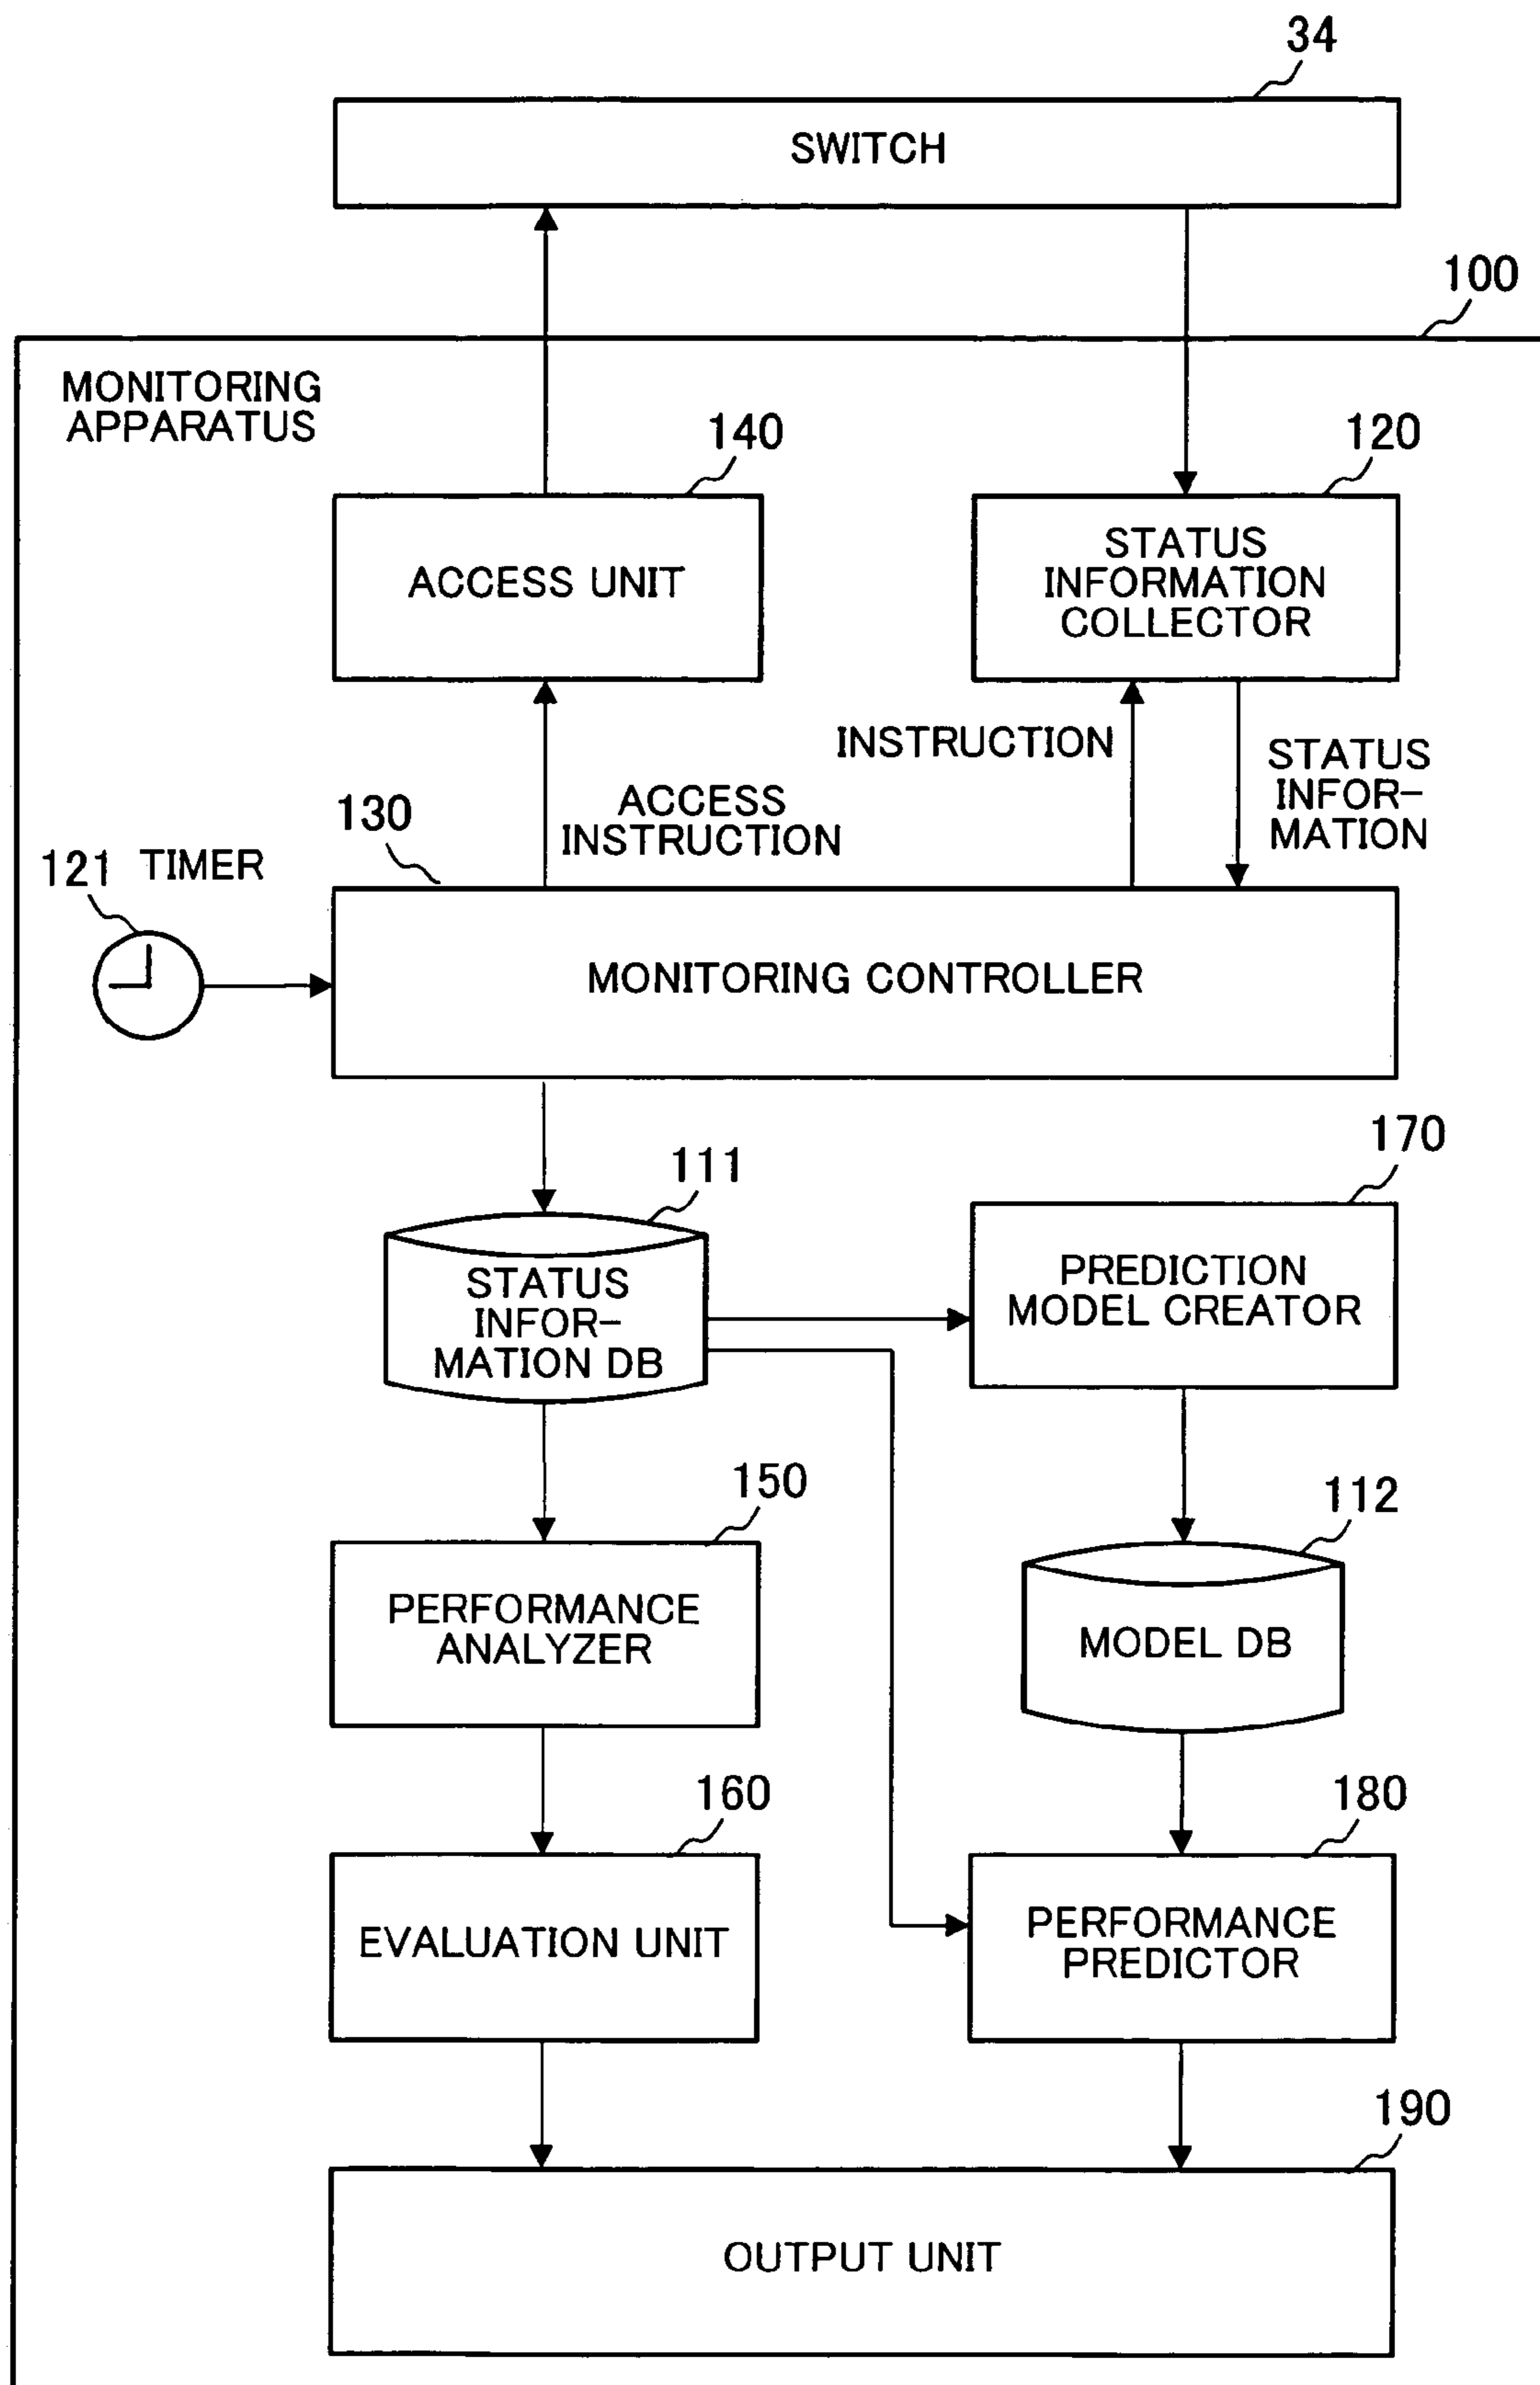 34
SWITCH
100
MONITORING
APPARATUS
140
120
ACCESS UNIT
STATUS
INFORMATION
COLLECTOR
INSTRUCTION
STATUS
INFOR-
MATION
ACCESS
INSTRUCTION
130
121 TIMER
MONITORING CONTROLLER
111
170
STATUS
INFOR-
MATION DB
PREDICTION
MODEL CREATOR
150
112
PERFORMANCE
ANALYZER
MODEL DB
160
180
EVALUATION UNIT
PERFORMANCE
PREDICTOR
190
OUTPUT UNIT